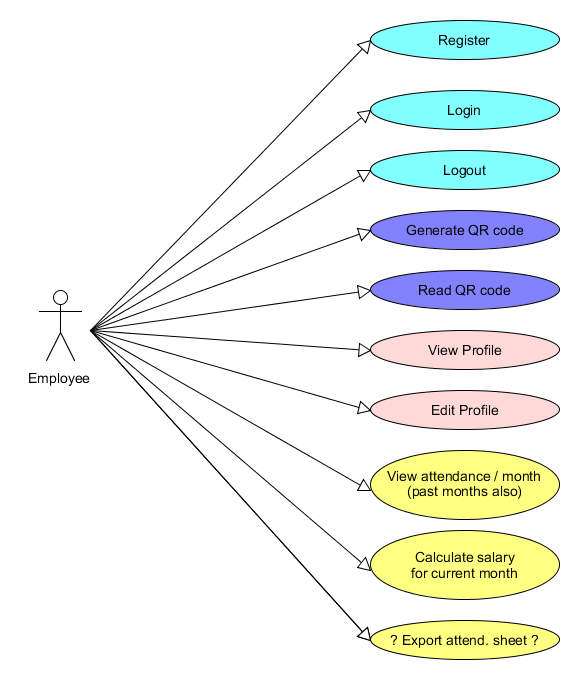 Register
Login
Logout
Generate QR code
Read QR code
Employee
View Profile
Edit Profile
View attendance / month
(past months also)
Calculate salary
for current month
? Export attend. sheet ?